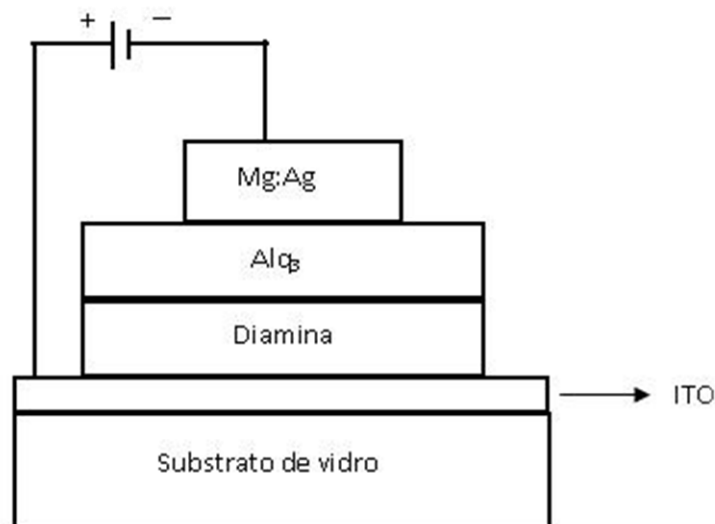 + −
Mg:Ag
Alq₃
Diamina
ITO
Substrato de vidro